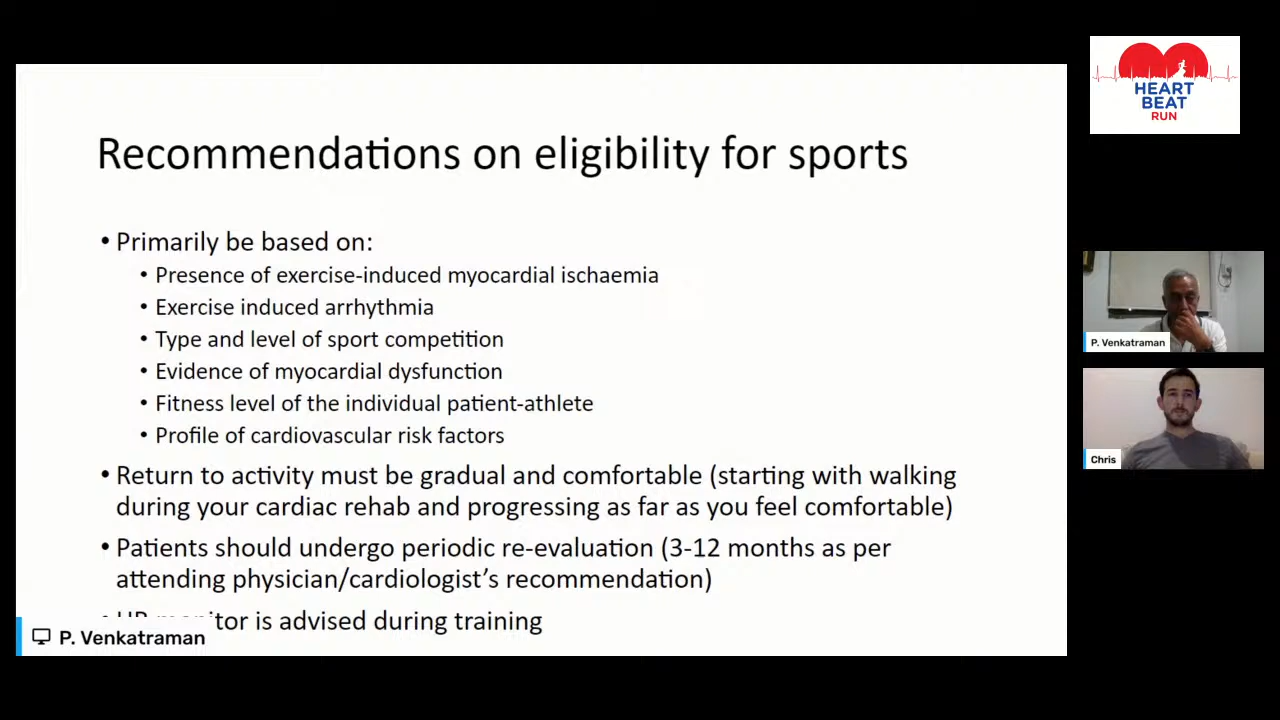 Recommendations on eligibility for sports
• Primarily be based on:
• Presence of exercise-induced myocardial ischaemia
• Exercise induced arrhythmia
• Type and level of sport competition
• Evidence of myocardial dysfunction
• Fitness level of the individual patient-athlete
• Profile of cardiovascular risk factors
• Return to activity must be gradual and comfortable (starting with walking
during your cardiac rehab and progressing as far as you feel comfortable)
• Patients should undergo periodic re-evaluation (3-12 months as per
attending physician/cardiologist's recommendation)
• HR monitor is advised during training
P. Venkatraman
HEART
BEAT
RUN
P. Venkatraman
Chris